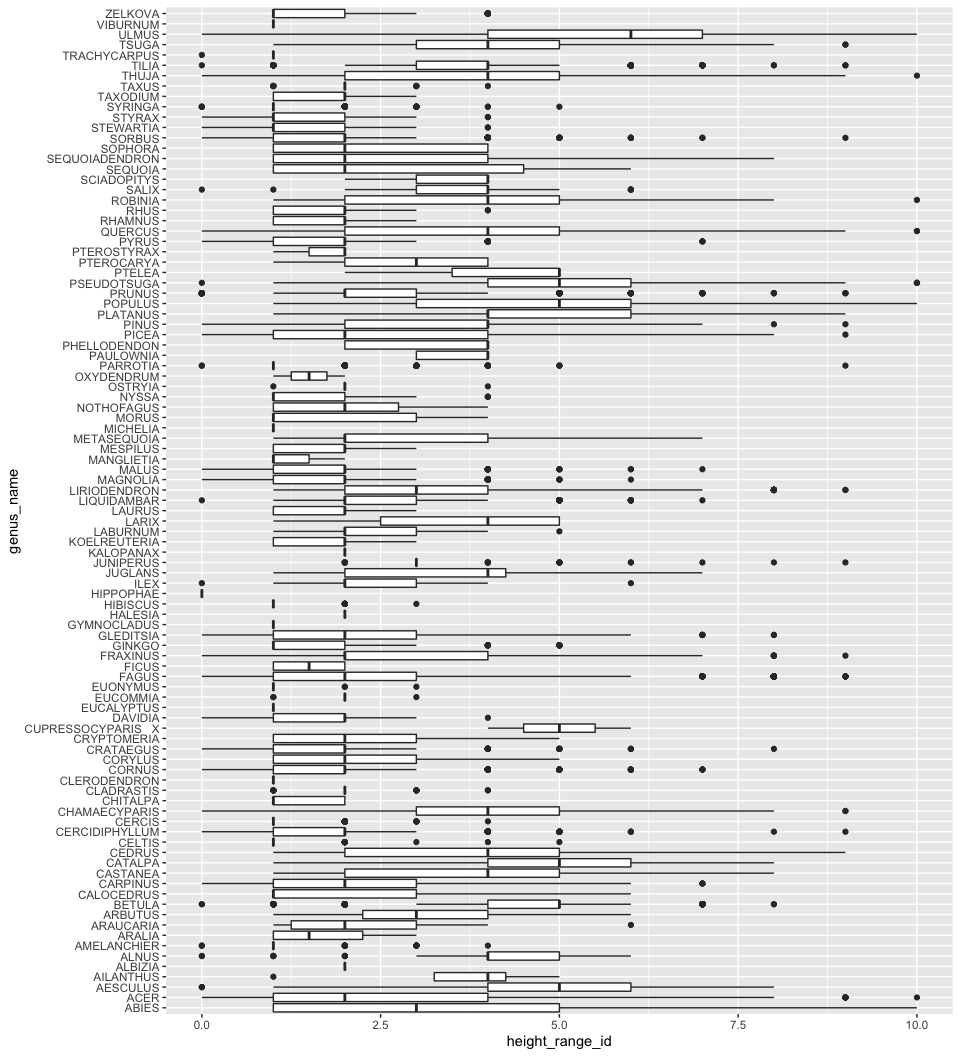 ZELKOVA
VIBURNUM
ULMUS
TSUGA
TRACHYCARPUS
TILIA
THUJA
TAXUS
TAXODIUM
SYRINGA
STYRAX
STEWARTIA
SORBUS
SOPHORA
SEQUOIADENDRON
SEQUOIA
SCIADOPITYS
SALIX
ROBINIA
RHUS
RHAMNUS
QUERCUS
PYRUS
PTEROSTYRAX
PTEROCARYA
PTELEA
PSEUDOTSUGA
PRUNUS
POPULUS
PLATANUS
PINUS
PICEA
PHELLODENDON
PAULOWNIA
PARROTIA
OXYDENDRUM
OSTRYIA
NYSSA
NOTHOFAGUS
MORUS
MICHELIA
METASEQUOIA
MESPILUS
MANGLIETIA
MALUS
MAGNOLIA
LIRIODENDRON
LIQUIDAMBAR
LAURUS
LARIX
LABURNUM
KOELREUTERIA
KALOPANAX
JUNIPERUS
JUGLANS
ILEX
HIPPOPHAE
HIBISCUS
HALESIA
GYMNOCLADUS
GLEDITSIA
GINKGO
FRAXINUS
FICUS
FAGUS
EUONYMUS
EUCOMMIA
EUCALYPTUS
DAVIDIA
CUPRESSOCYPARIS X
CRYPTOMERIA
CRATAEGUS
CORYLUS
CORNUS
CLERODENDRON
CLADRASTIS
CHITALPA
CHAMAECYPARIS
CERCIS
CERCIDIPHYLLUM
CELTIS
CEDRUS
CATALPA
CASTANEA
CARPINUS
CALOCEDRUS
BETULA
ARBUTUS
ARAUCARIA
ARALIA
AMELANCHIER
ALNUS
ALBIZIA
AILANTHUS
AESCULUS
ACER
ABIES
genus_name
0.0 2.5 5.0 7.5 10.0
height_range_id